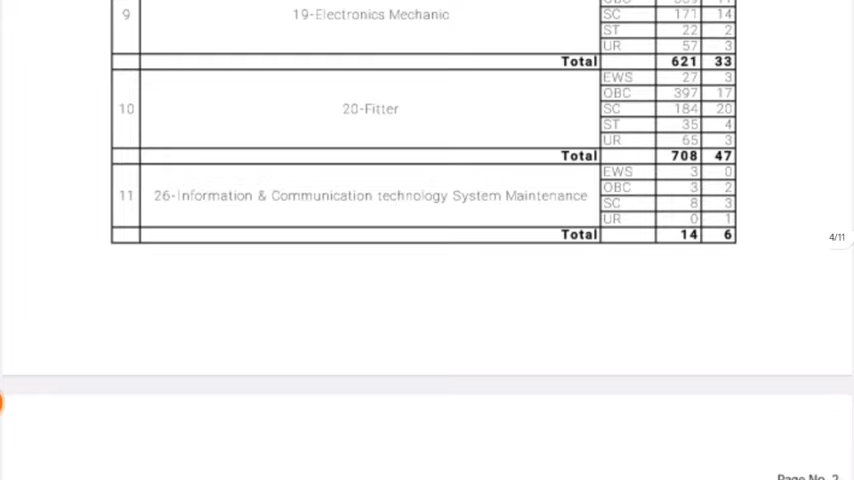 9 19-Electronics Mechanic
SC 171 14
ST 22 2
UR 57 3
Total 621 33
EWS 27 3
OBC 397 17
10 20-Fitter SC 184 20
ST 35 4
UR 65 3
Total 708 47
EWS 3 0
OBC 3 2
11 26-Information & Communication technology System Maintenance
SC 8 3
UR 0 1
Total 14 6
4/11
Page No. 2